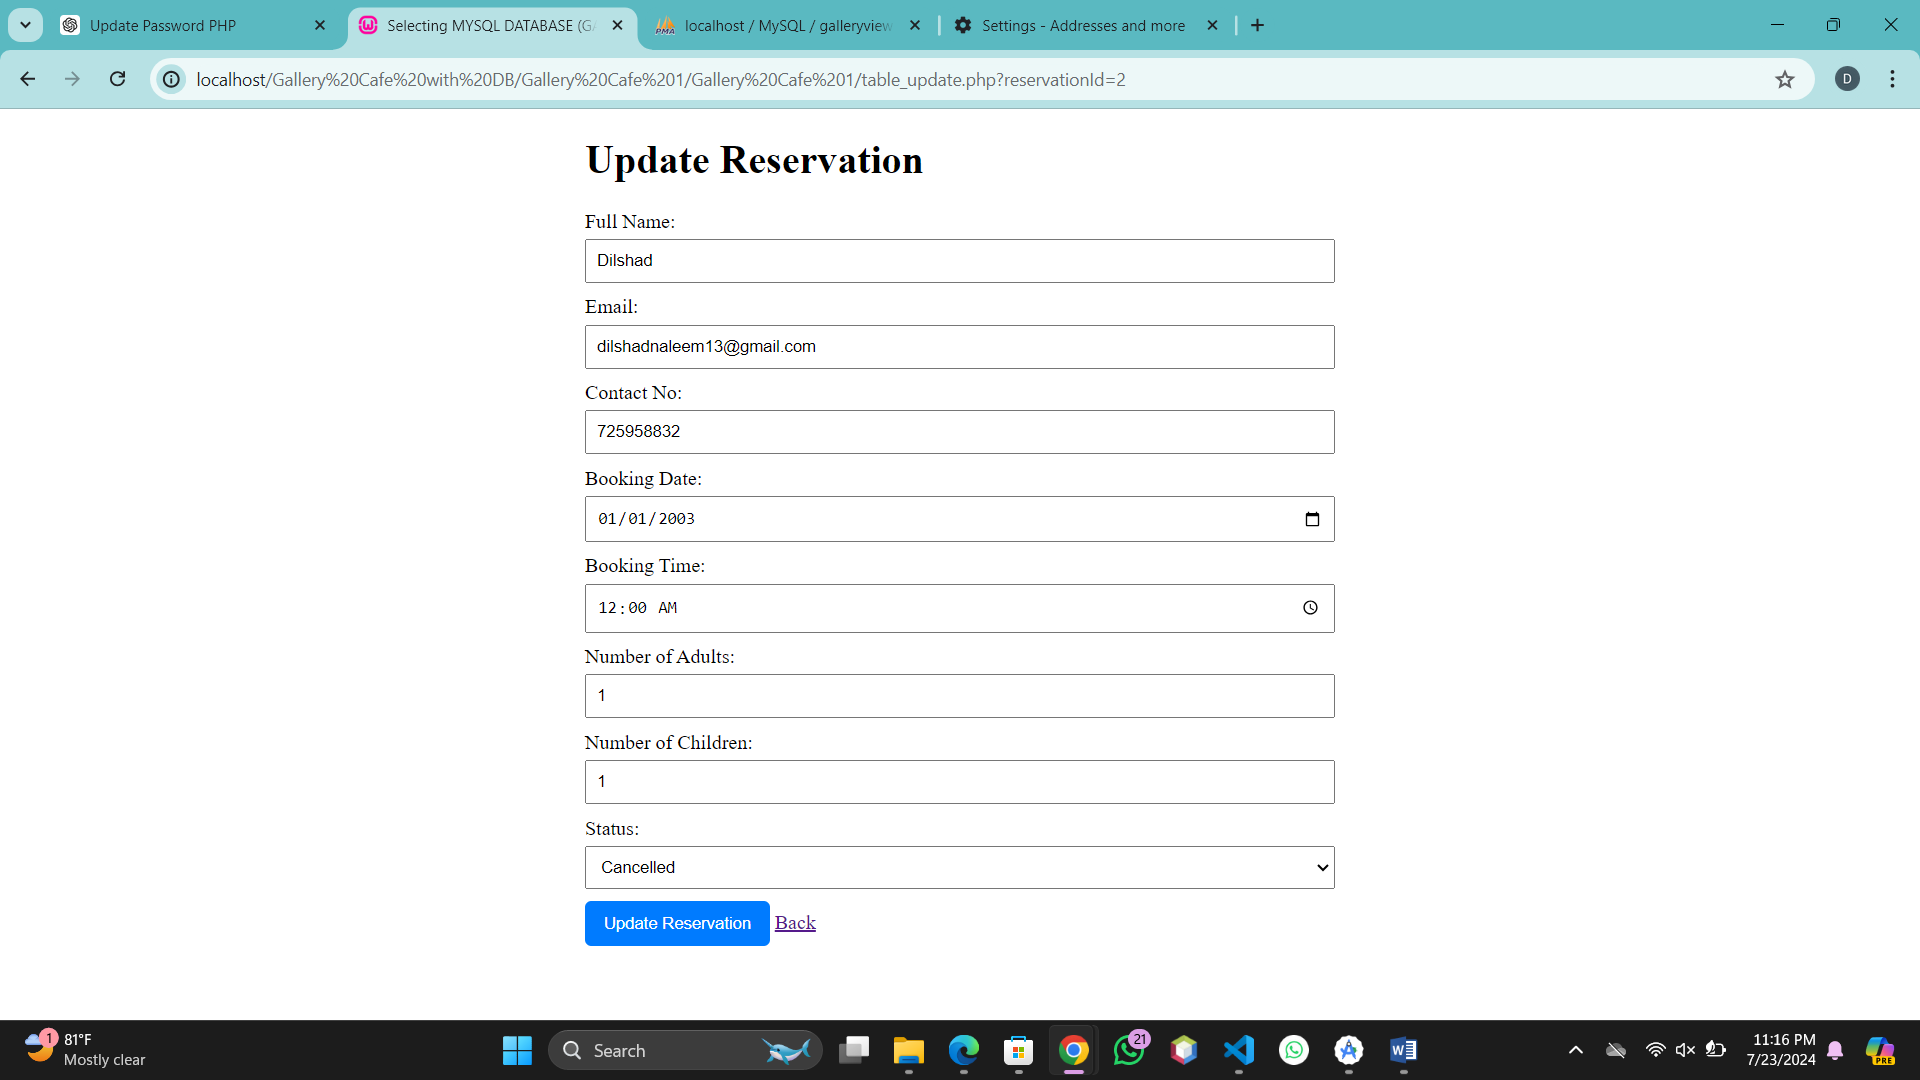 Update Password PHP
Selecting MYSQL DATABASE (GA
localhost / MySQL / galleryview
Settings - Addresses and more
localhost/Gallery%20Cafe%20with%20DB/Gallery%20Cafe%201/Gallery%20Cafe%201/table_update.php?reservationId=2
D
Update Reservation
Full Name:
Dilshad
Email:
dilshadnaleem13@gmail.com
Contact No:
725958832
Booking Date:
01/01/2003
Booking Time:
12:00 AM
Number of Adults:
1
Number of Children:
1
Status:
Cancelled
Update Reservation Back
1
81°F
Mostly clear
Search
21
W
11:16 PM
7/23/2024
PRE